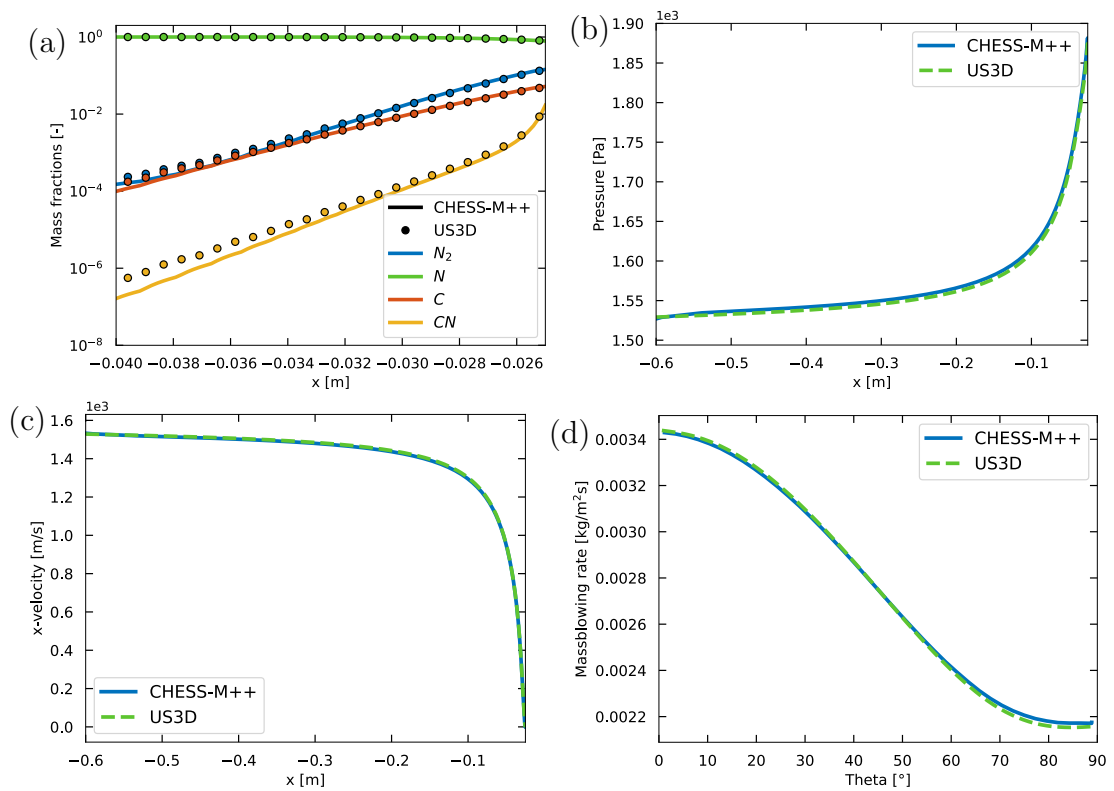 (a)
10⁰
10⁻²
10⁻⁴
10⁻⁶
10⁻⁸
Mass fractions [-]
CHESS-M++
US3D
N₂
N
C
CN
−0.040 −0.038 −0.036 −0.034 −0.032 −0.030 −0.028 −0.026
x [m]
(b)
1e3
1.90
1.85
1.80
1.75
1.70
1.65
1.60
1.55
1.50
Pressure [Pa]
CHESS-M++
US3D
−0.6 −0.5 −0.4 −0.3 −0.2 −0.1
x [m]
(c)
1e3
1.6
1.4
1.2
1.0
0.8
0.6
0.4
0.2
0.0
x-velocity [m/s]
CHESS-M++
US3D
−0.6 −0.5 −0.4 −0.3 −0.2 −0.1
x [m]
(d)
0.0034
0.0032
0.0030
0.0028
0.0026
0.0024
0.0022
Massblowing rate [kg/m²s]
CHESS-M++
US3D
0 10 20 30 40 50 60 70 80 90
Theta [°]